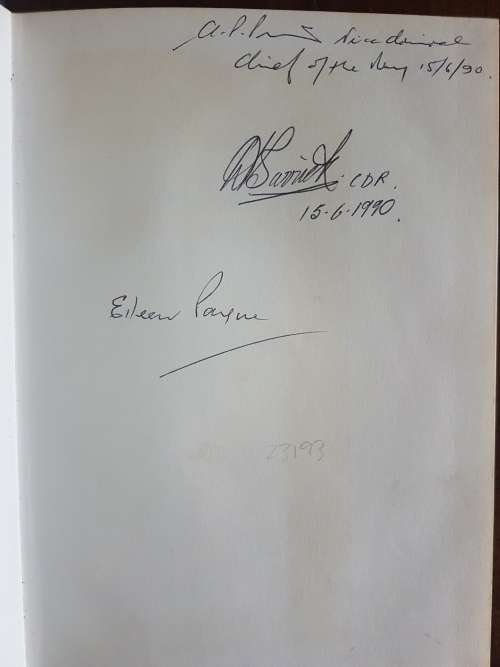 A.P. Vice Admiral
Chief of the Navy 15/6/90.
CDR.
15.6.1990.
Eileen Payne
23193